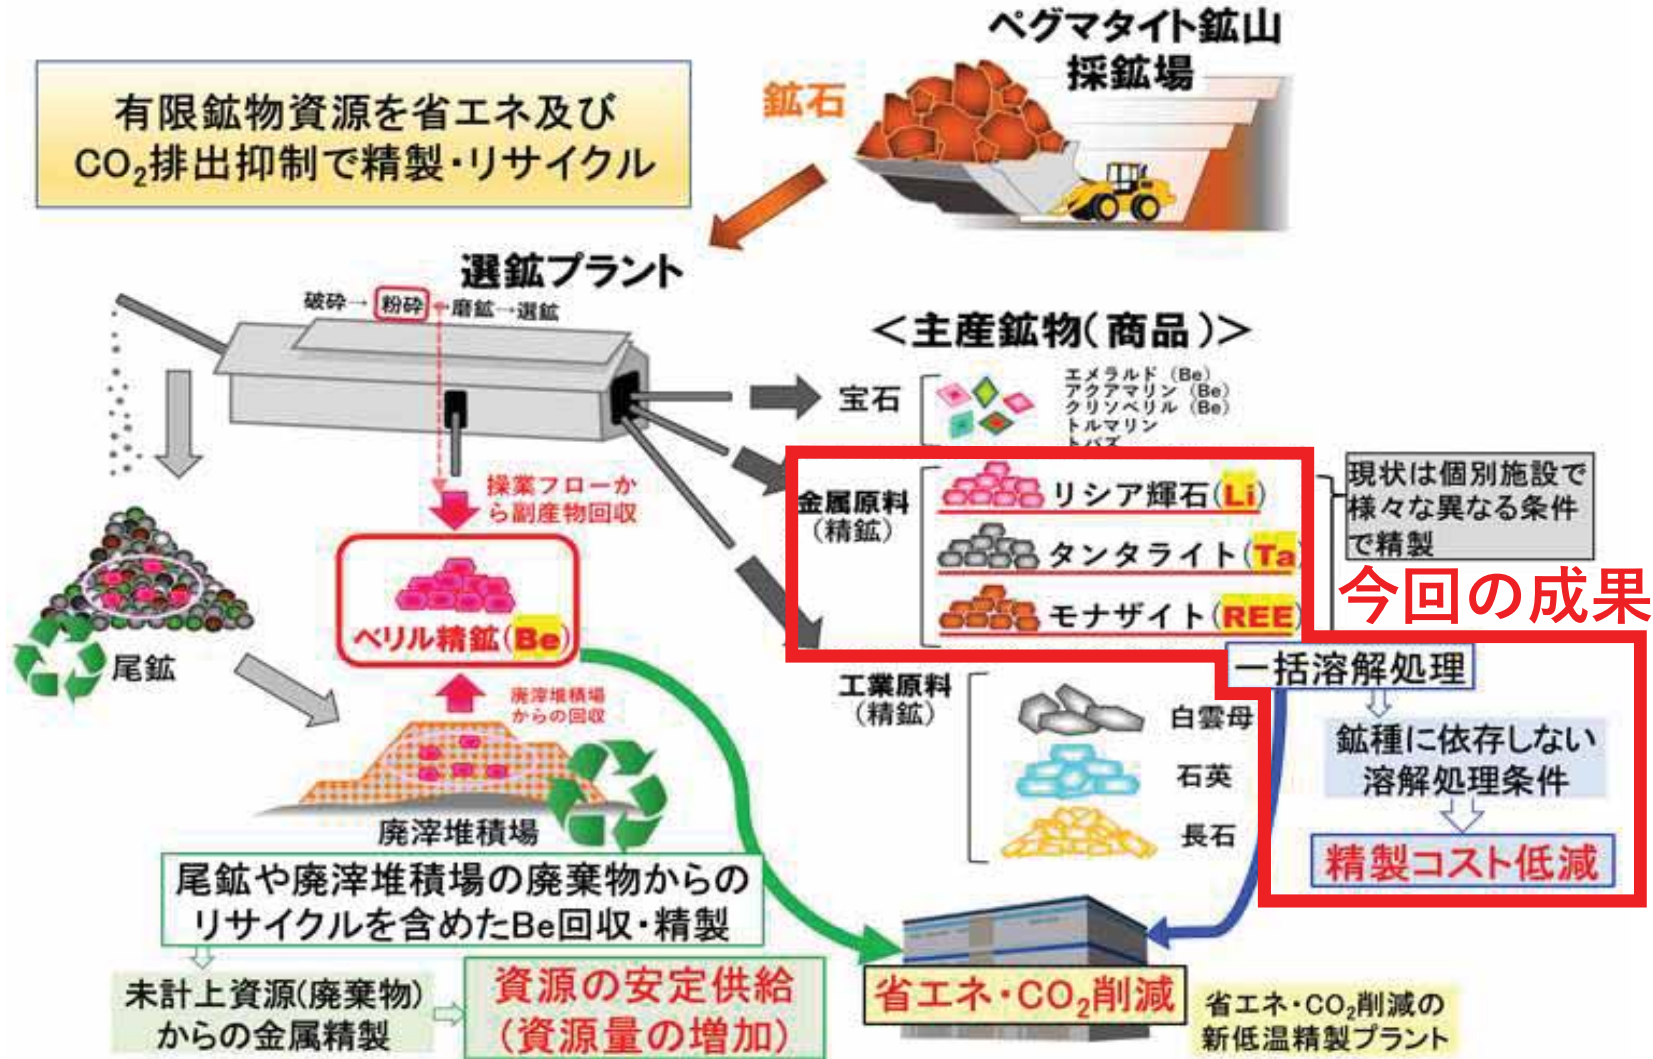 ペグマタイト鉱山
採鉱場
鉱石
有限鉱物資源を省エネ及び
CO₂排出抑制で精製・リサイクル
選鉱プラント
破砕→粉砕→磨鉱→選鉱
<主産鉱物(商品)>
宝石
エメラルド (Be)
アクアマリン (Be)
クリソベリル (Be)
トルマリン
トパズ
操業フローか
ら副産物回収
金属原料
(精鉱)
リシア輝石(Li)
タンタライト(Ta)
モナザイト(REE)
現状は個別施設で
様々な異なる条件
で精製
今回の成果
ベリル精鉱(Be)
尾鉱
廃滓堆積場
からの回収
工業原料
(精鉱)
白雲母
石英
長石
一括溶解処理
鉱種に依存しない
溶解処理条件
精製コスト低減
廃滓堆積場
尾鉱や廃滓堆積場の廃棄物からの
リサイクルを含めたBe回収・精製
未計上資源(廃棄物)
からの金属精製
資源の安定供給
(資源量の増加)
省エネ・CO₂削減
省エネ・CO₂削減の
新低温精製プラント